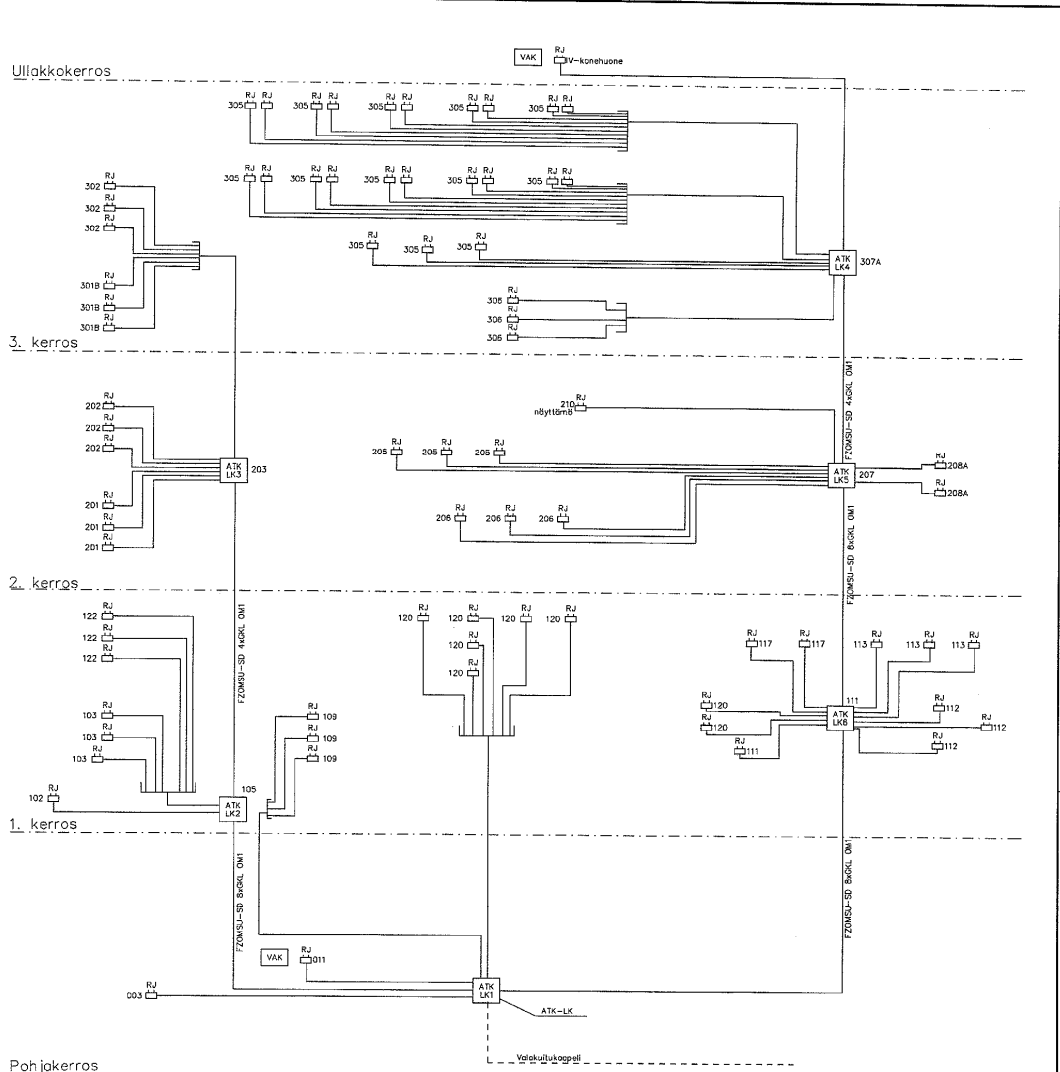 VAK
RJ
IV-konehuone
Ullakkokerros
RJ RJ RJ RJ RJ RJ RJ RJ RJ RJ
305 305 305 305 305
RJ RJ RJ RJ RJ RJ RJ RJ RJ RJ
305 305 305 305 305
RJ
302
RJ
302
RJ
302
RJ
301B
RJ
301B
RJ
301B
RJ RJ RJ
305 305 305
ATK
LK4
307A
RJ
306
RJ
306
RJ
306
3. kerros
FZOMSU-SD 4xGKL OM1
RJ
202
RJ
202
RJ
202
ATK
LK3
203
RJ
201
RJ
201
RJ
201
RJ
210
näyttämö
RJ RJ RJ
206 206 206
RJ RJ RJ
206 206 206
ATK
LK5
207
RJ
208A
RJ
208A
2. kerros
FZOMSU-SD 8xGKL OM1
FZOMSU-SD 4xGKL OM1
RJ
122
RJ
122
RJ
122
RJ
103
RJ
103
RJ
103
RJ
102
ATK
LK2
105
RJ
109
RJ
109
RJ
109
RJ RJ RJ RJ
120 120 120 120
RJ
120
RJ
120
RJ RJ RJ RJ RJ
117 117 113 113 113
RJ
120
RJ
120
RJ
111
111
ATK
LK6
RJ
112
RJ
112
RJ
112
1. kerros
FZOMSU-SD 8xGKL OM1
FZOMSU-SD 8xGKL OM1
VAK
RJ
011
RJ
003
ATK
LK1
ATK-LK
Valokuitukaapeli
Pohjakerros